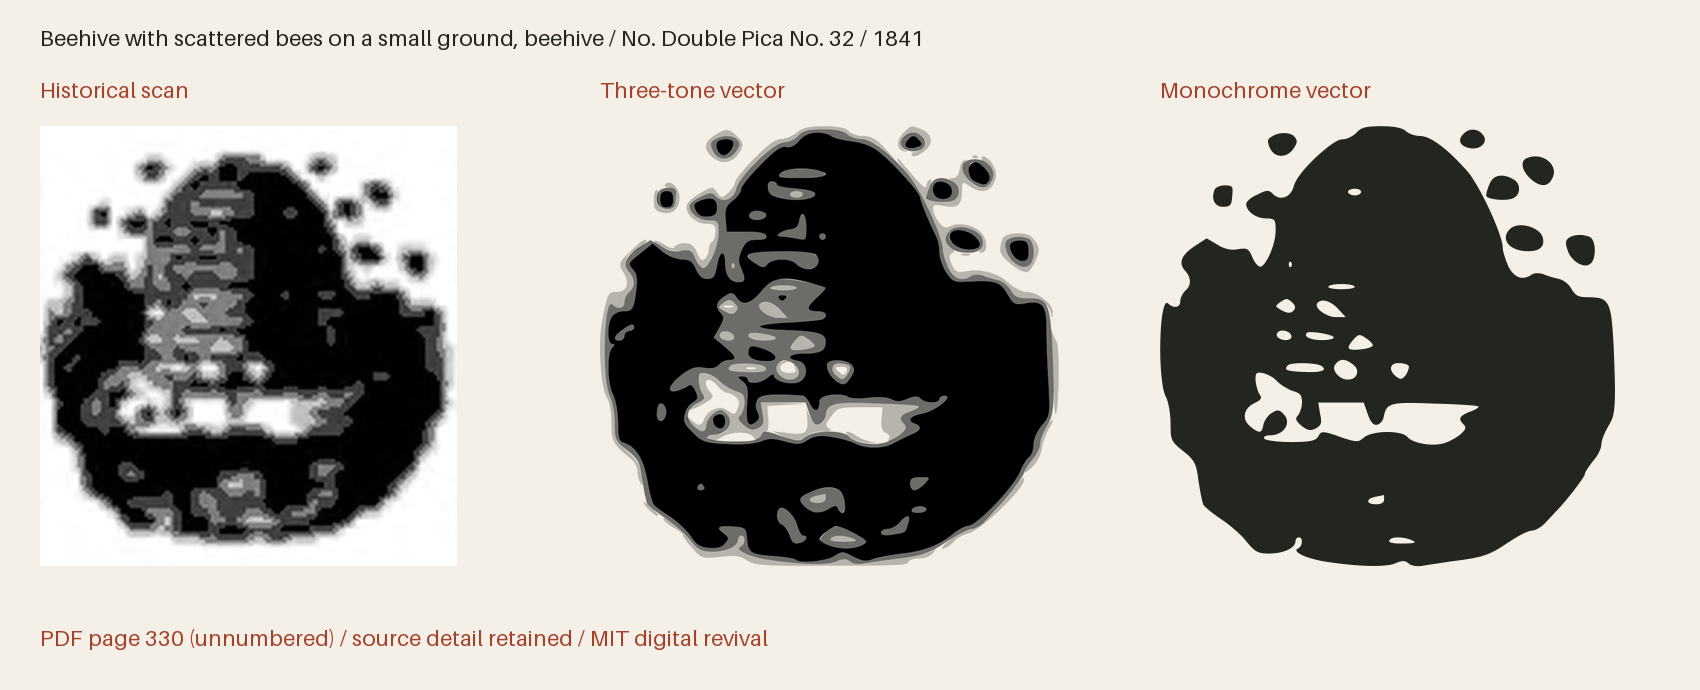 Beehive with scattered bees on a small ground, beehive / No. Double Pica No. 32 / 1841
Historical scan
Three-tone vector
Monochrome vector
PDF page 330 (unnumbered) / source detail retained / MIT digital revival